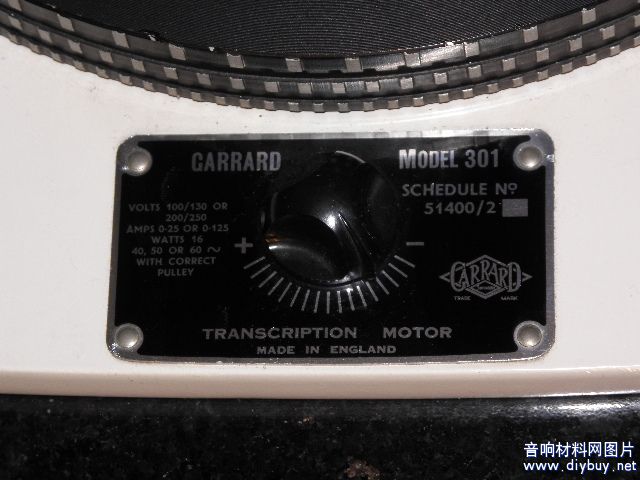 GARRARD
MODEL 301
SCHEDULE Nº
51400/2
VOLTS 100/130 OR
200/250
AMPS 0·25 OR 0·125
WATTS 16
40, 50 OR 60 ~
WITH CORRECT
PULLEY
+ −
GARRARD
TRADE MARK
TRANSCRIPTION MOTOR
MADE IN ENGLAND
音响材料网图片
www.diybuy.net